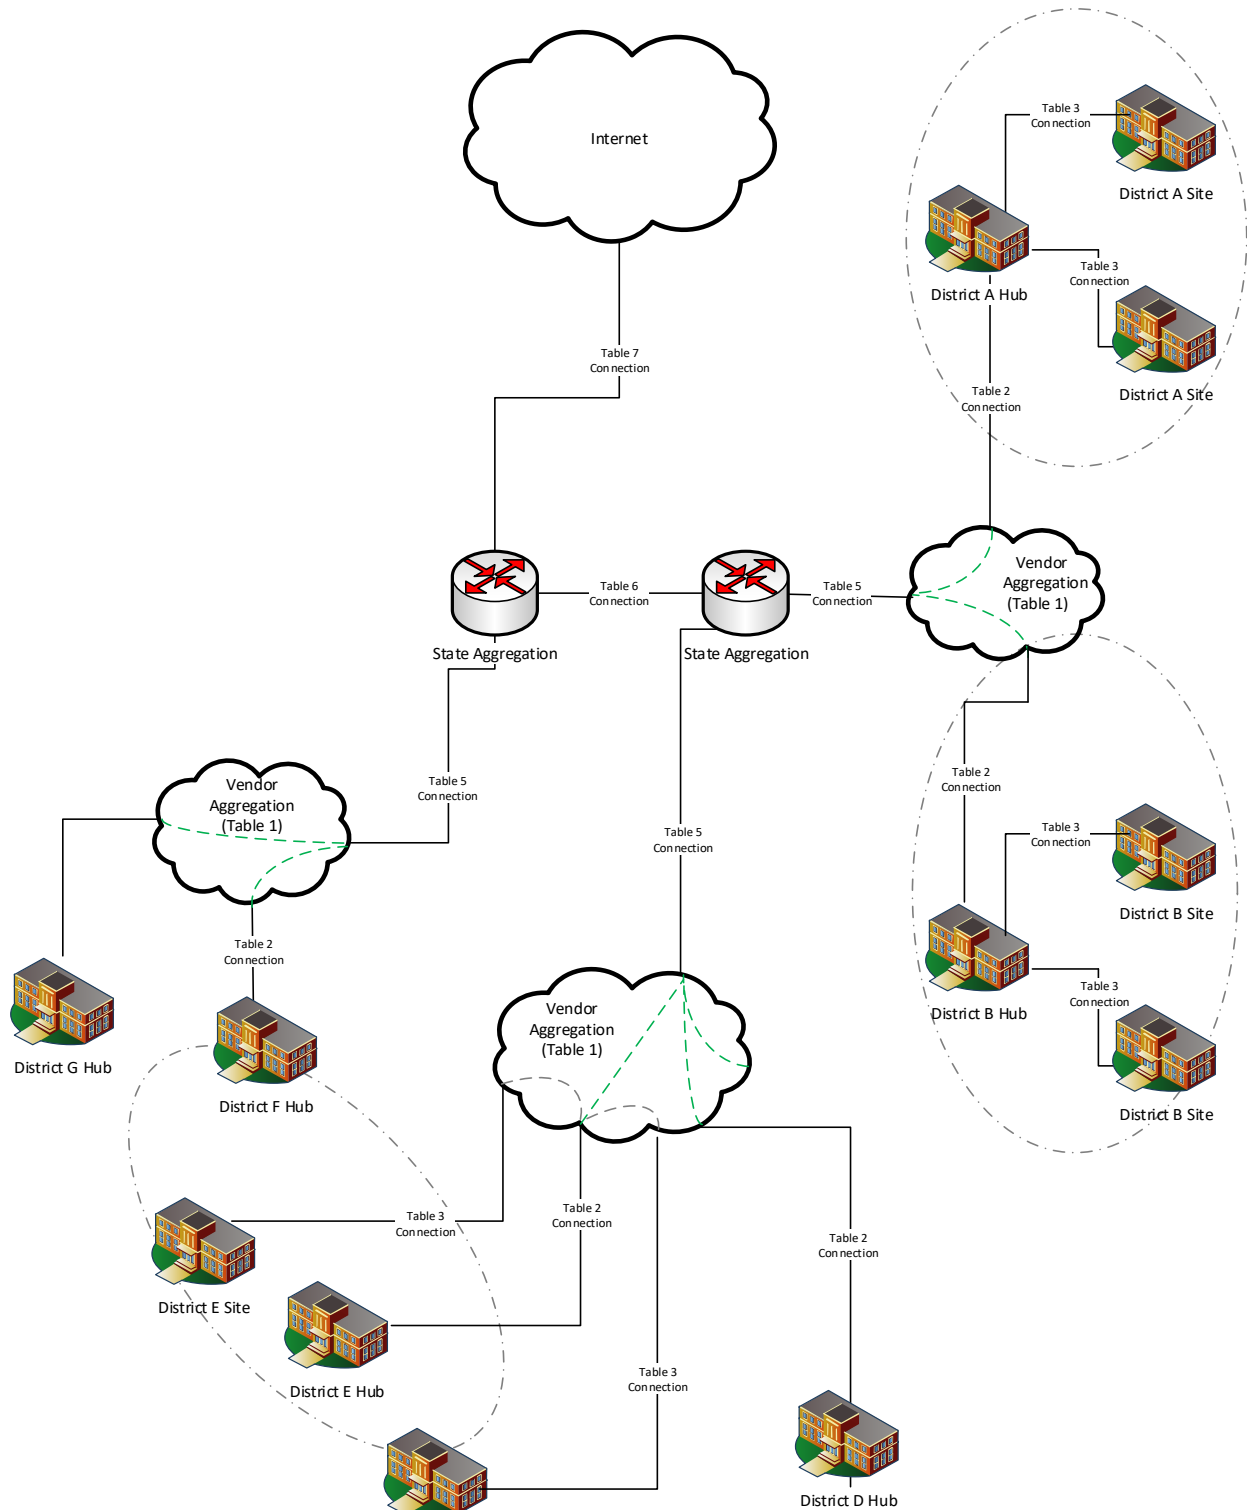 Internet
Table 3
Connection
District A Site
District A Hub
Table 3
Connection
District A Site
Table 7
Connection
Table 2
Connection
Vendor
Aggregation
(Table 1)
Table 6
Connection
Table 5
Connection
State Aggregation
State Aggregation
Vendor
Aggregation
(Table 1)
Table 5
Connection
Table 2
Connection
Table 5
Connection
Table 3
Connection
District B Site
Table 2
Connection
District B Hub
Table 3
Connection
Vendor
Aggregation
(Table 1)
District G Hub
District F Hub
District B Site
Table 3
Connection
Table 2
Connection
Table 2
Connection
District E Site
District E Hub
Table 3
Connection
District D Hub